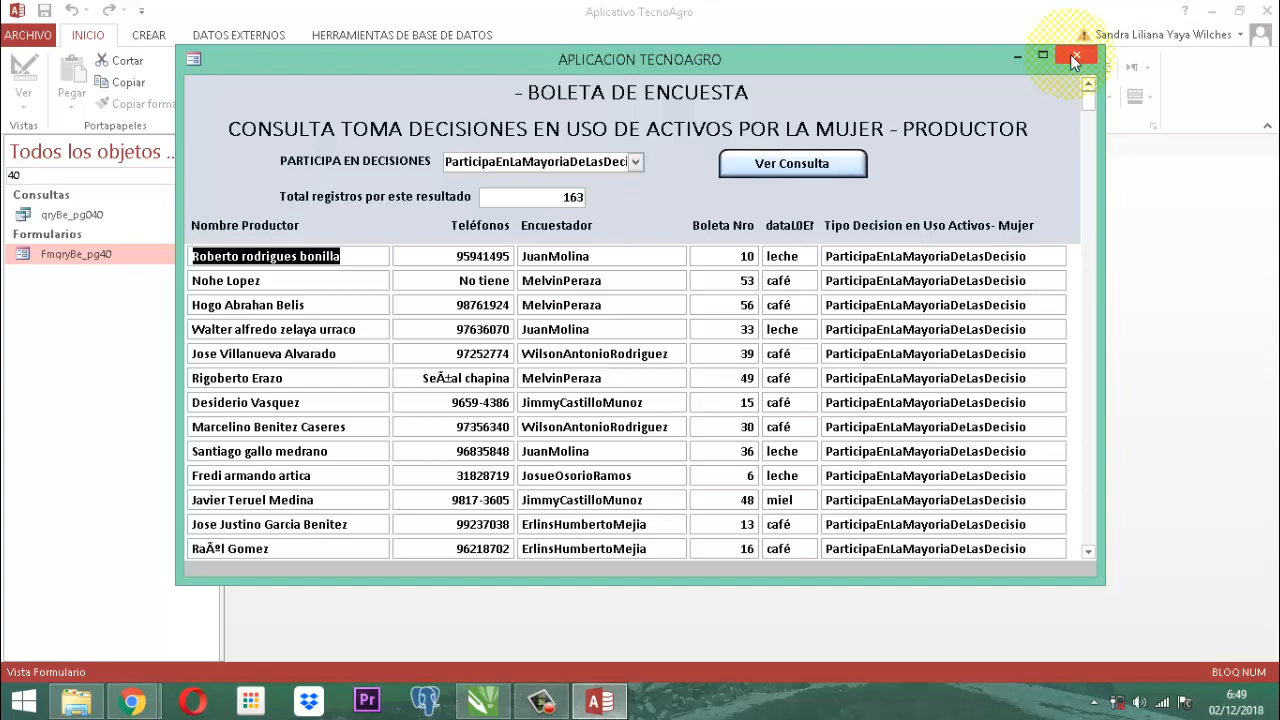 Aplicativo TecnoAgro
ARCHIVO INICIO CREAR DATOS EXTERNOS HERRAMIENTAS DE BASE DE DATOS Sandra Liliana Yaya Wilches
Ver Pegar Cortar
Copiar
Copiar forma
Vistas Portapapeles
Todos los objetos ...
40
Consultas
qryBe_pg040
Formularios
FmqryBe_pg40
APLICACION TECNOAGRO
- BOLETA DE ENCUESTA
CONSULTA TOMA DECISIONES EN USO DE ACTIVOS POR LA MUJER - PRODUCTOR
PARTICIPA EN DECISIONES ParticipaEnLaMayoriaDeLasDeci Ver Consulta
Total registros por este resultado 163
Nombre Productor Teléfonos Encuestador Boleta Nro Tipo Decision en Uso Activos- Mujer
Roberto rodrigues bonilla 95941495 JuanMolina 10 leche ParticipaEnLaMayoriaDeLasDecisio
Nohe Lopez No tiene MelvinPeraza 53 café ParticipaEnLaMayoriaDeLasDecisio
Hogo Abrahan Belis 98761924 MelvinPeraza 56 café ParticipaEnLaMayoriaDeLasDecisio
Walter alfredo zelaya urraco 97636070 JuanMolina 33 leche ParticipaEnLaMayoriaDeLasDecisio
Jose Villanueva Alvarado 97252774 WilsonAntonioRodriguez 39 café ParticipaEnLaMayoriaDeLasDecisio
Rigoberto Erazo SeÃ±al chapina MelvinPeraza 49 café ParticipaEnLaMayoriaDeLasDecisio
Desiderio Vasquez 9659-4386 JimmyCastilloMunoz 15 café ParticipaEnLaMayoriaDeLasDecisio
Marcelino Benitez Caseres 97356340 WilsonAntonioRodriguez 30 café ParticipaEnLaMayoriaDeLasDecisio
Santiago gallo medrano 96835848 JuanMolina 36 leche ParticipaEnLaMayoriaDeLasDecisio
Fredi armando artica 31828719 JosueOsorioRamos 6 leche ParticipaEnLaMayoriaDeLasDecisio
Javier Teruel Medina 9817-3605 JimmyCastilloMunoz 48 miel ParticipaEnLaMayoriaDeLasDecisio
Jose Justino Garcia Benitez 99237038 ErlinsHumbertoMejia 13 café ParticipaEnLaMayoriaDeLasDecisio
RaÃºl Gomez 96218702 ErlinsHumbertoMejia 16 café ParticipaEnLaMayoriaDeLasDecisio
Vista Formulario BLOQ NUM
Pr
6:49
02/12/2018